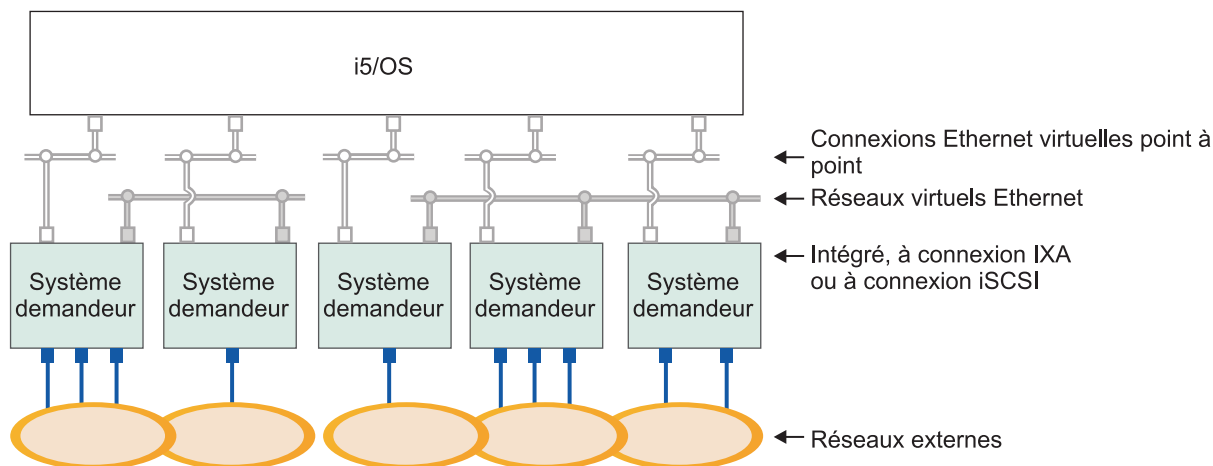 i5/OS
Connexions Ethernet virtuelles point à
point
Réseaux virtuels Ethernet
Intégré, à connexion IXA
ou à connexion iSCSI
Système
demandeur
Système
demandeur
Système
demandeur
Système
demandeur
Système
demandeur
Réseaux externes